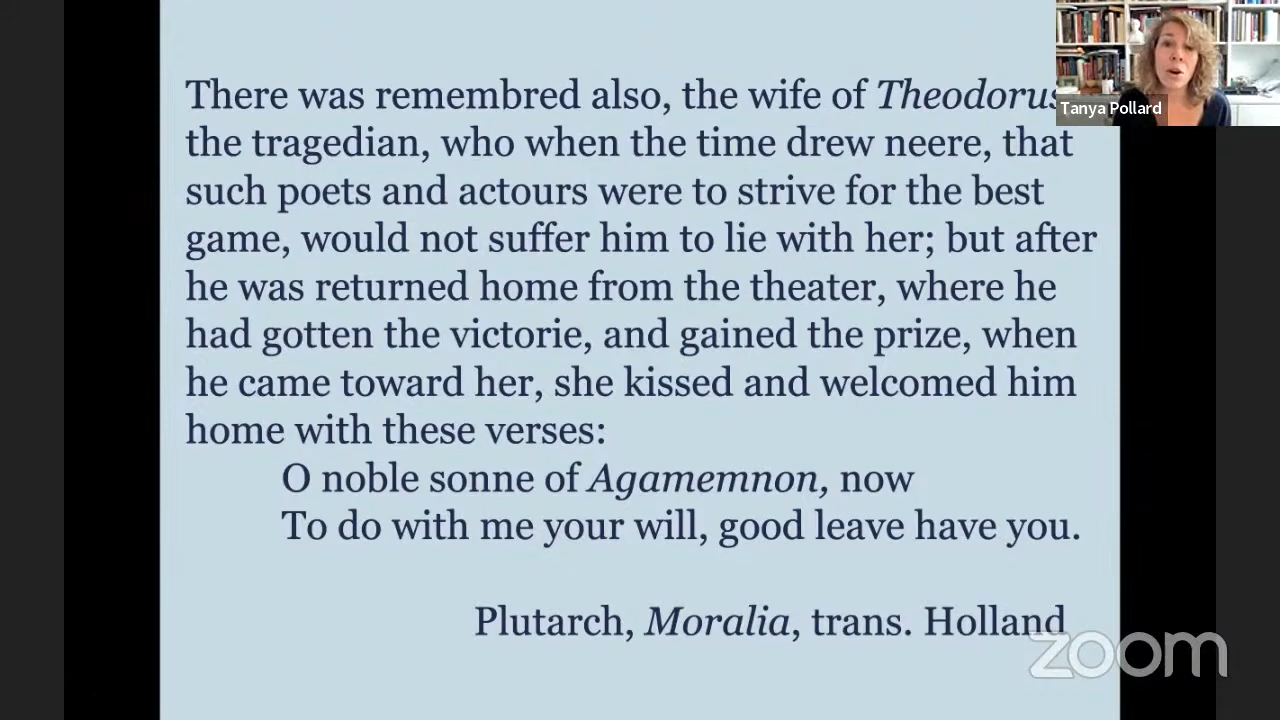 There was remembred also, the wife of Theodorus
the tragedian, who when the time drew neere, that
such poets and actours were to strive for the best
game, would not suffer him to lie with her; but after
he was returned home from the theater, where he
had gotten the victorie, and gained the prize, when
he came toward her, she kissed and welcomed him
home with these verses:
O noble sonne of Agamemnon, now
To do with me your will, good leave have you.
Plutarch, Moralia, trans. Holland
Tanya Pollard
zoom